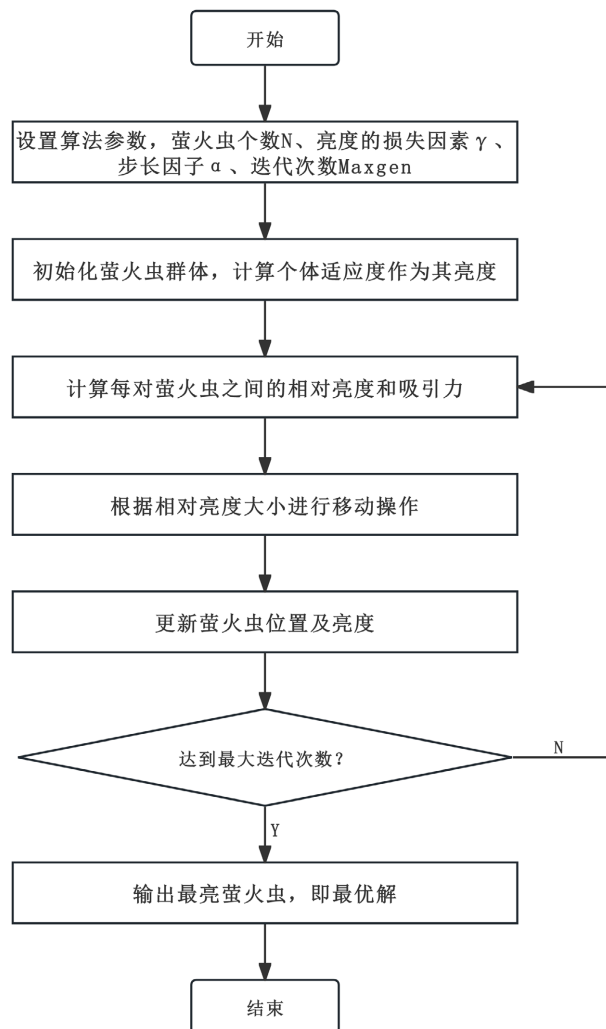 开始
设置算法参数，萤火虫个数N、亮度的损失因素γ、
步长因子α、迭代次数Maxgen
初始化萤火虫群体，计算个体适应度作为其亮度
计算每对萤火虫之间的相对亮度和吸引力
根据相对亮度大小进行移动操作
更新萤火虫位置及亮度
达到最大迭代次数？
N
Y
输出最亮萤火虫，即最优解
结束